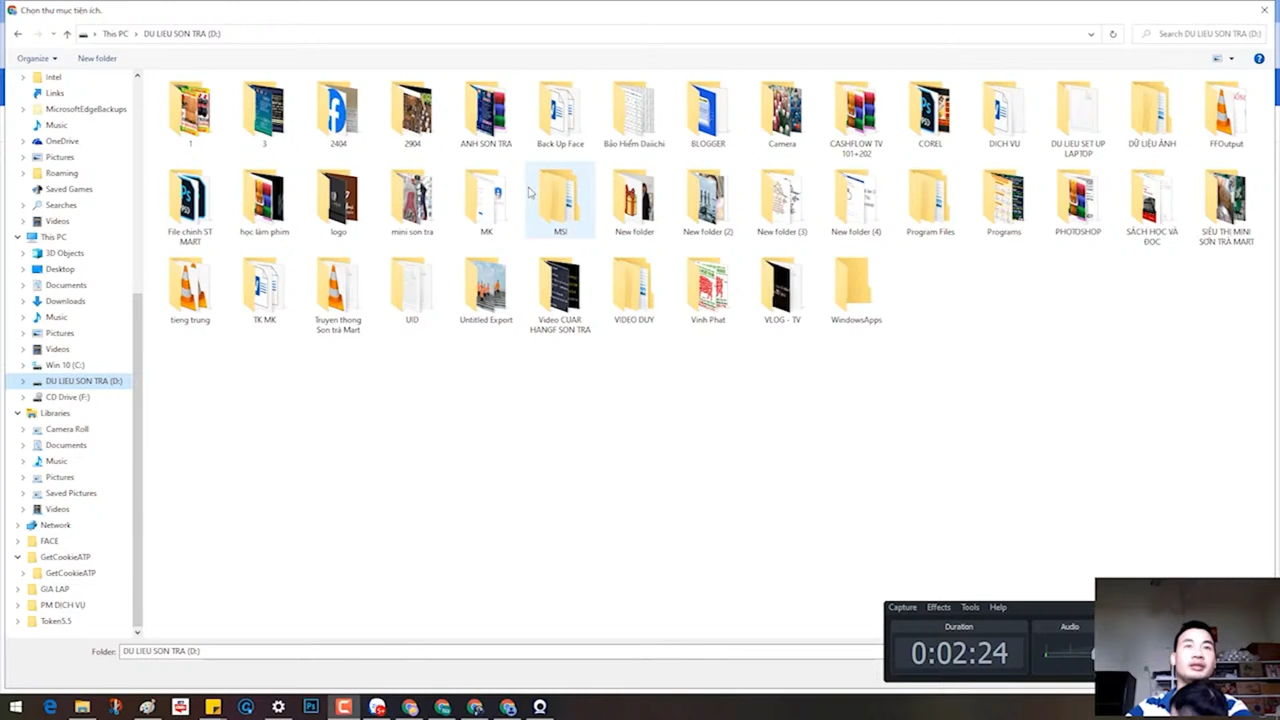 Chọn thư mục tiện ích.
This PC
DU LIEU SON TRA (D:)
Search DU LIEU SON TRA (D:)
Organize
New folder
Intel
Links
MicrosoftEdgeBackups
Music
OneDrive
Pictures
Roaming
Saved Games
Searches
Videos
This PC
3D Objects
Desktop
Documents
Downloads
Music
Pictures
Videos
Win 10 (C:)
DU LIEU SON TRA (D:)
CD Drive (F:)
Libraries
Camera Roll
Documents
Music
Pictures
Saved Pictures
Videos
Network
FACE
GetCookieATP
GetCookieATP
GIA LAP
PM DICH VU
Token5.5
1
3
2404
2904
ANH SON TRA
Back Up Face
Bảo Hiểm Daiichi
BLOGGER
Camera
CASHFLOW TV
101+202
COREL
DICH VU
DU LIEU SET UP
LAPTOP
DỮ LIỆU ẢNH
FFOutput
File chinh ST
MART
học làm phim
logo
mini son tra
MK
MSI
New folder
New folder (2)
New folder (3)
New folder (4)
Program Files
Programs
PHOTOSHOP
SÁCH HỌC VÀ
ĐỌC
SIÊU THỊ MINI
SƠN TRÀ MART
tieng trung
TK MK
Truyen thong
Son trà Mart
UID
Untitled Export
Video CUAR
HANGF SON TRA
VIDEO DUY
Vinh Phat
VLOG - TV
WindowsApps
Folder:
DU LIEU SON TRA (D:)
Capture
Effects
Tools
Help
Duration
Audio
0:02:24